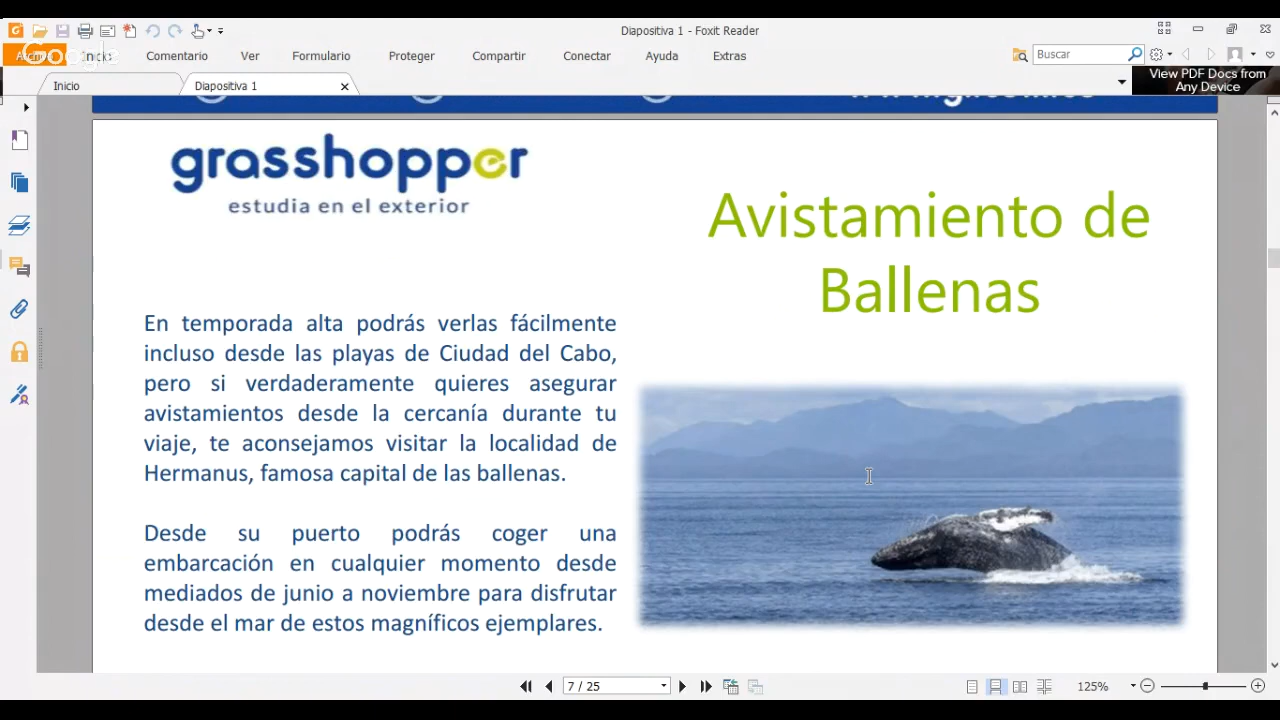 Diapositiva 1 - Foxit Reader
Google
Archivo Inicio Comentario Ver Formulario Proteger Compartir Conectar Ayuda Extras
Buscar
Inicio
Diapositiva 1
View PDF Docs from
Any Device
grasshopper
estudia en el exterior
Avistamiento de
Ballenas
En temporada alta podrás verlas fácilmente
incluso desde las playas de Ciudad del Cabo,
pero si verdaderamente quieres asegurar
avistamientos desde la cercanía durante tu
viaje, te aconsejamos visitar la localidad de
Hermanus, famosa capital de las ballenas.
Desde su puerto podrás coger una
embarcación en cualquier momento desde
mediados de junio a noviembre para disfrutar
desde el mar de estos magníficos ejemplares.
7 / 25
125%